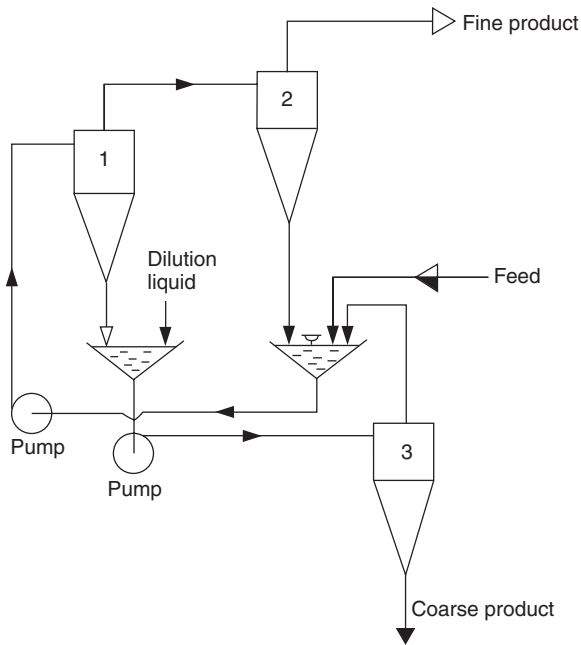 Fine product
2
1
Dilution
liquid
Feed
Pump
3
Pump
Coarse product